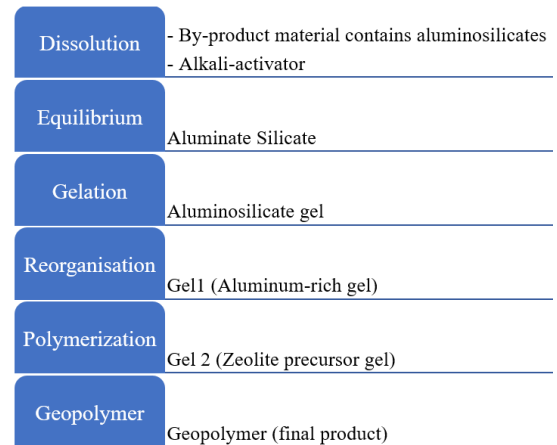 Dissolution
- By-product material contains aluminosilicates
- Alkali-activator
Equilibrium
Aluminate Silicate
Gelation
Aluminosilicate gel
Reorganisation
Gel1 (Aluminum-rich gel)
Polymerization
Gel 2 (Zeolite precursor gel)
Geopolymer
Geopolymer (final product)